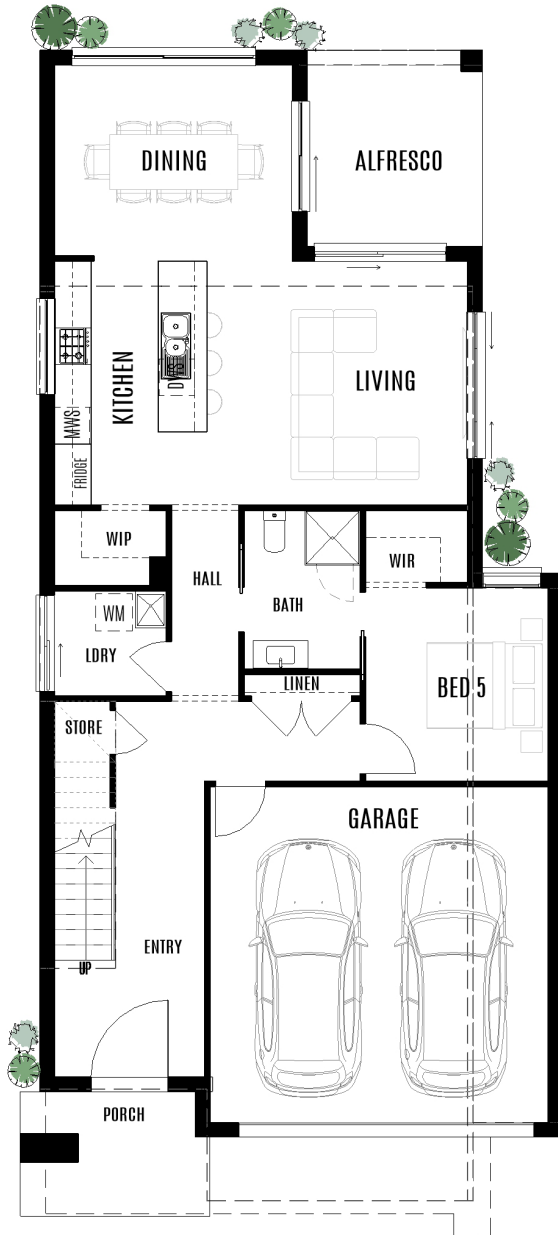 DINING
ALFRESCO
KITCHEN
DWS
LIVING
MWS
FRIDGE
WIP
HALL
WIR
BATH
WM
LDRY
LINEN
BED 5
STORE
GARAGE
ENTRY
UP
PORCH